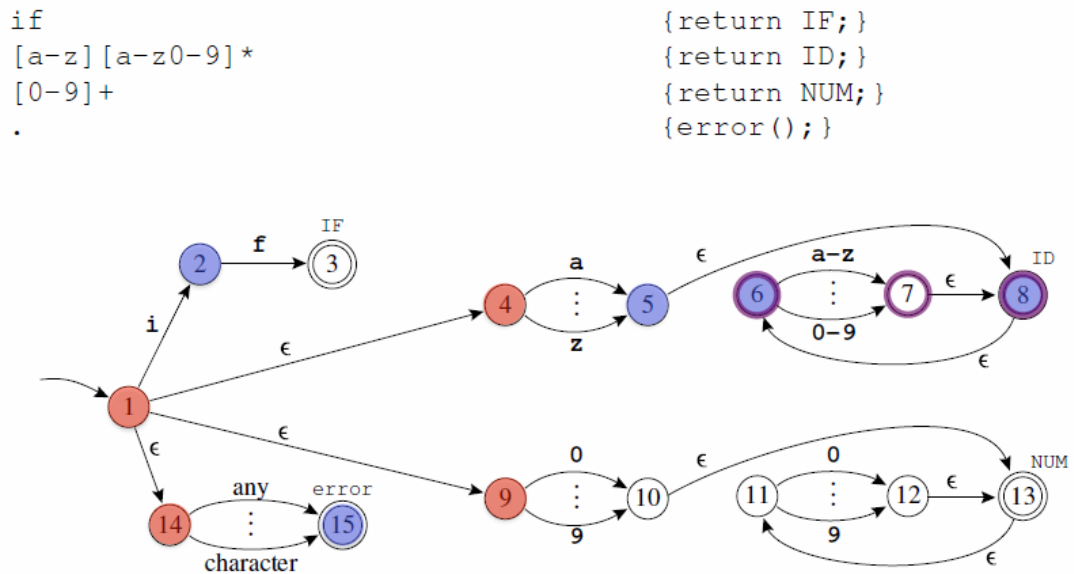 if {return IF;}
[a-z][a-z0-9]* {return ID;}
[0-9]+ {return NUM;}
. {error();}
IF
2 f 3
a
ϵ
a-z
ID
4 ⋮ 5
6 ⋮ 7 ϵ 8
i
z
0-9
ϵ
ϵ
1
ϵ
ϵ
0
ϵ
0
NUM
any
error
14 ⋮ 15
9 ⋮ 10
11 ⋮ 12 ϵ 13
character
9
9
ϵ